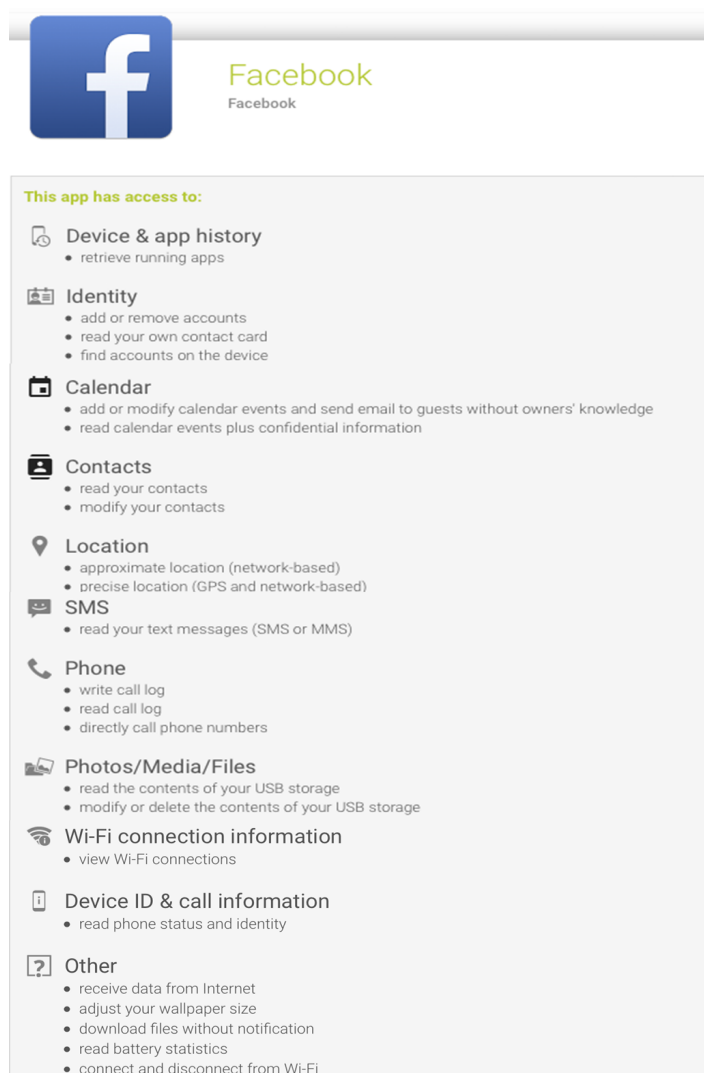 f
Facebook
Facebook
This app has access to:
Device & app history
• retrieve running apps
Identity
• add or remove accounts
• read your own contact card
• find accounts on the device
Calendar
• add or modify calendar events and send email to guests without owners' knowledge
• read calendar events plus confidential information
Contacts
• read your contacts
• modify your contacts
Location
• approximate location (network-based)
• precise location (GPS and network-based)
SMS
• read your text messages (SMS or MMS)
Phone
• write call log
• read call log
• directly call phone numbers
Photos/Media/Files
• read the contents of your USB storage
• modify or delete the contents of your USB storage
Wi-Fi connection information
• view Wi-Fi connections
Device ID & call information
• read phone status and identity
Other
• receive data from Internet
• adjust your wallpaper size
• download files without notification
• read battery statistics
• connect and disconnect from Wi-Fi